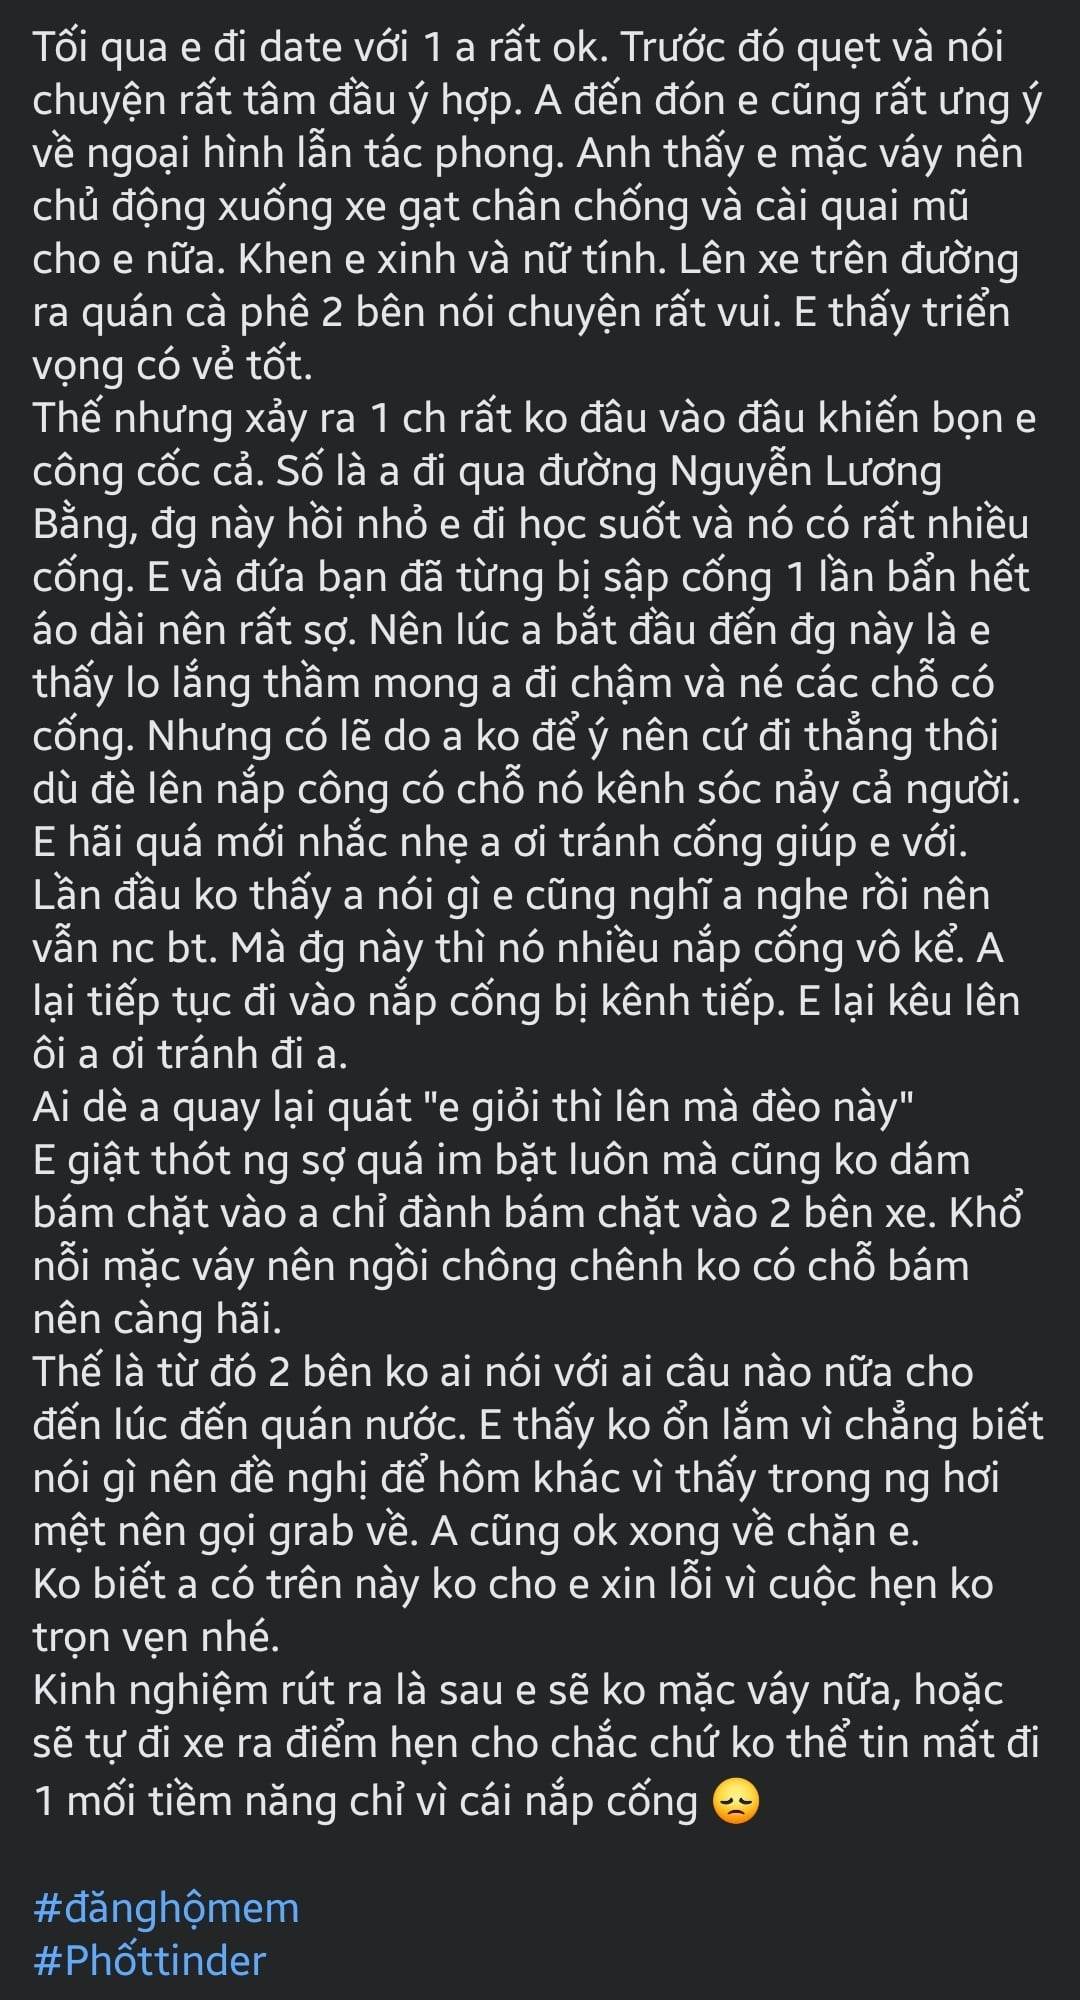 Tối qua e đi date với 1 a rất ok. Trước đó quẹt và nói
chuyện rất tâm đầu ý hợp. A đến đón e cũng rất ưng ý
về ngoại hình lẫn tác phong. Anh thấy e mặc váy nên
chủ động xuống xe gạt chân chống và cài quai mũ
cho e nữa. Khen e xinh và nữ tính. Lên xe trên đường
ra quán cà phê 2 bên nói chuyện rất vui. E thấy triển
vọng có vẻ tốt.
Thế nhưng xảy ra 1 ch rất ko đâu vào đâu khiến bọn e
công cốc cả. Số là a đi qua đường Nguyễn Lương
Bằng, đg này hồi nhỏ e đi học suốt và nó có rất nhiều
cống. E và đứa bạn đã từng bị sập cống 1 lần bẩn hết
áo dài nên rất sợ. Nên lúc a bắt đầu đến đg này là e
thấy lo lắng thầm mong a đi chậm và né các chỗ có
cống. Nhưng có lẽ do a ko để ý nên cứ đi thẳng thôi
dù đè lên nắp công có chỗ nó kênh sóc nảy cả người.
E hãi quá mới nhắc nhẹ a ơi tránh cống giúp e với.
Lần đầu ko thấy a nói gì e cũng nghĩ a nghe rồi nên
vẫn nc bt. Mà đg này thì nó nhiều nắp cống vô kể. A
lại tiếp tục đi vào nắp cống bị kênh tiếp. E lại kêu lên
ôi a ơi tránh đi a.
Ai dè a quay lại quát "e giỏi thì lên mà đèo này"
E giật thót ng sợ quá im bặt luôn mà cũng ko dám
bám chặt vào a chỉ đành bám chặt vào 2 bên xe. Khổ
nỗi mặc váy nên ngồi chông chênh ko có chỗ bám
nên càng hãi.
Thế là từ đó 2 bên ko ai nói với ai câu nào nữa cho
đến lúc đến quán nước. E thấy ko ổn lắm vì chẳng biết
nói gì nên đề nghị để hôm khác vì thấy trong ng hơi
mệt nên gọi grab về. A cũng ok xong về chặn e.
Ko biết a có trên này ko cho e xin lỗi vì cuộc hẹn ko
trọn vẹn nhé.
Kinh nghiệm rút ra là sau e sẽ ko mặc váy nữa, hoặc
sẽ tự đi xe ra điểm hẹn cho chắc chứ ko thể tin mất đi
1 mối tiềm năng chỉ vì cái nắp cống 😞
#đănghộmem
#Phốttinder